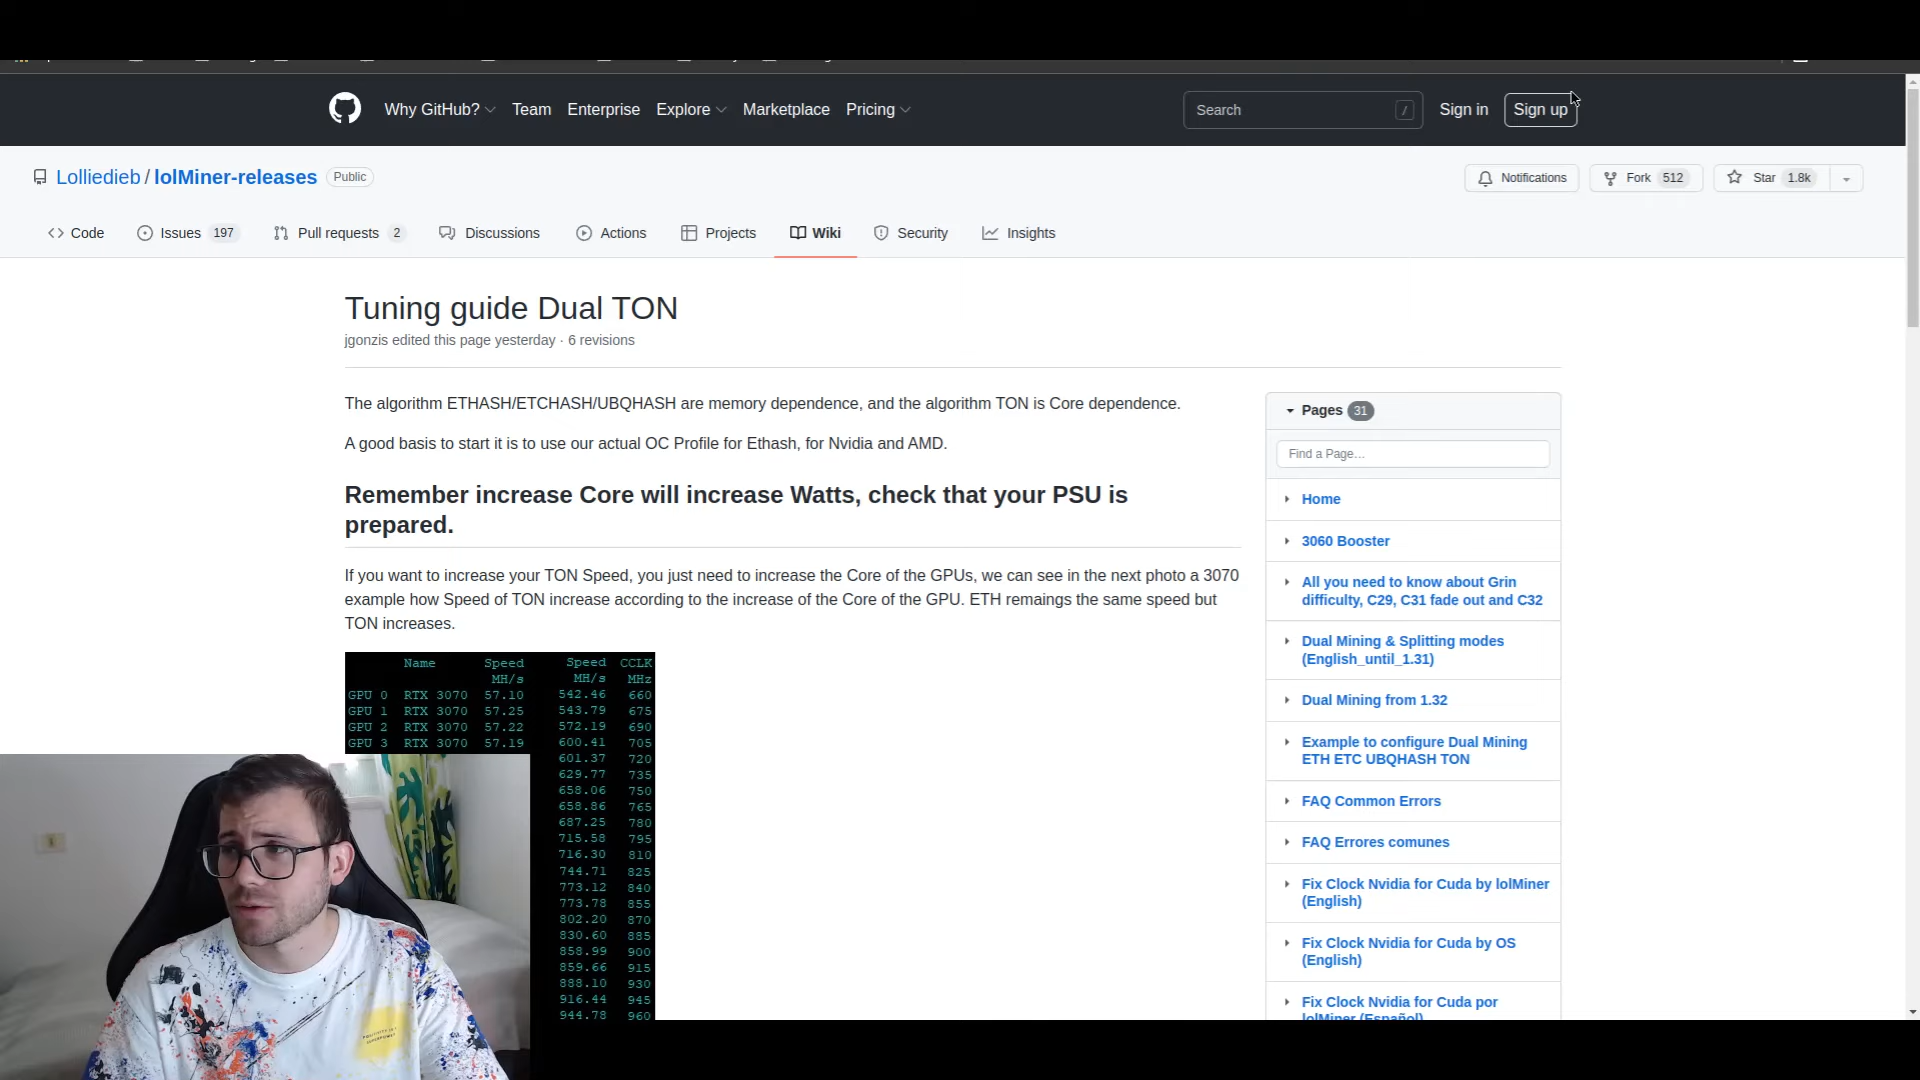 Why GitHub? Team Enterprise Explore Marketplace Pricing Search / Sign in Sign up
Lolliedieb / lolMiner-releases Public Notifications Fork 512 Star 1.8k
Code Issues 197 Pull requests 2 Discussions Actions Projects Wiki Security Insights
Tuning guide Dual TON
jgonzis edited this page yesterday · 6 revisions
The algorithm ETHASH/ETCHASH/UBQHASH are memory dependence, and the algorithm TON is Core dependence.
A good basis to start it is to use our actual OC Profile for Ethash, for Nvidia and AMD.
Remember increase Core will increase Watts, check that your PSU is
prepared.
If you want to increase your TON Speed, you just need to increase the Core of the GPUs, we can see in the next photo a 3070
example how Speed of TON increase according to the increase of the Core of the GPU. ETH remaings the same speed but
TON increases.
Name Speed Speed CCLK
MH/s MH/s MHz
GPU 0 RTX 3070 57.10 542.46 660
GPU 1 RTX 3070 57.25 543.79 675
GPU 2 RTX 3070 57.22 572.19 690
GPU 3 RTX 3070 57.19 600.41 705
601.37 720
629.77 735
658.06 750
658.86 765
687.25 780
715.58 795
716.30 810
744.71 825
773.12 840
773.78 855
802.20 870
830.60 885
858.99 900
859.66 915
888.10 930
916.44 945
944.78 960
Pages 31
Find a Page...
Home
3060 Booster
All you need to know about Grin
difficulty, C29, C31 fade out and C32
Dual Mining & Splitting modes
(English_until_1.31)
Dual Mining from 1.32
Example to configure Dual Mining
ETH ETC UBQHASH TON
FAQ Common Errors
FAQ Errores comunes
Fix Clock Nvidia for Cuda by lolMiner
(English)
Fix Clock Nvidia for Cuda by OS
(English)
Fix Clock Nvidia for Cuda por
lolMiner (Español)